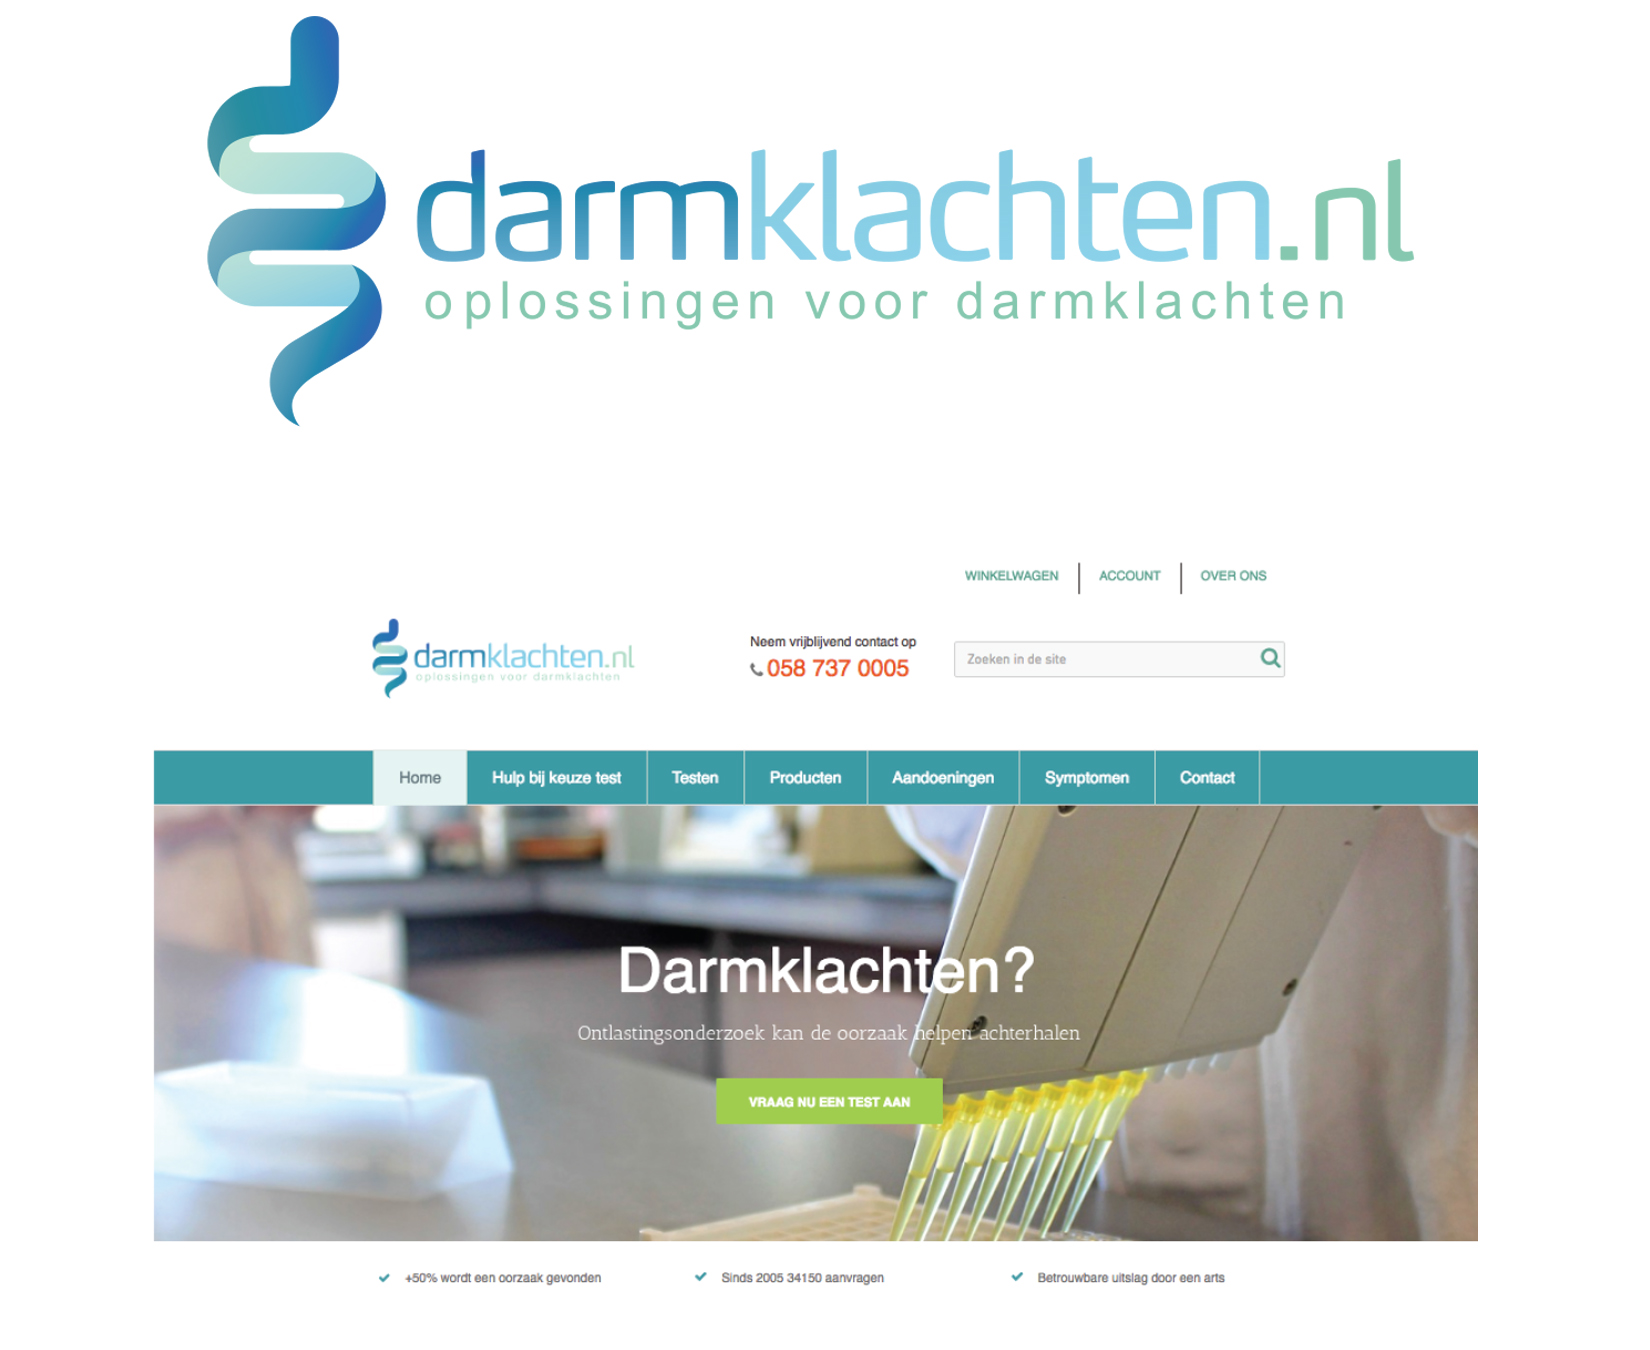 darmklachten.nl
oplossingen voor darmklachten
WINKELWAGEN ACCOUNT OVER ONS
darmklachten.nl
oplossingen voor darmklachten
Neem vrijblijvend contact op
058 737 0005
Zoeken in de site
Home Hulp bij keuze test Testen Producten Aandoeningen Symptomen Contact
Darmklachten?
Ontlastingsonderzoek kan de oorzaak helpen achterhalen
VRAAG NU EEN TEST AAN
+50% wordt een oorzaak gevonden Sinds 2005 34150 aanvragen Betrouwbare uitslag door een arts